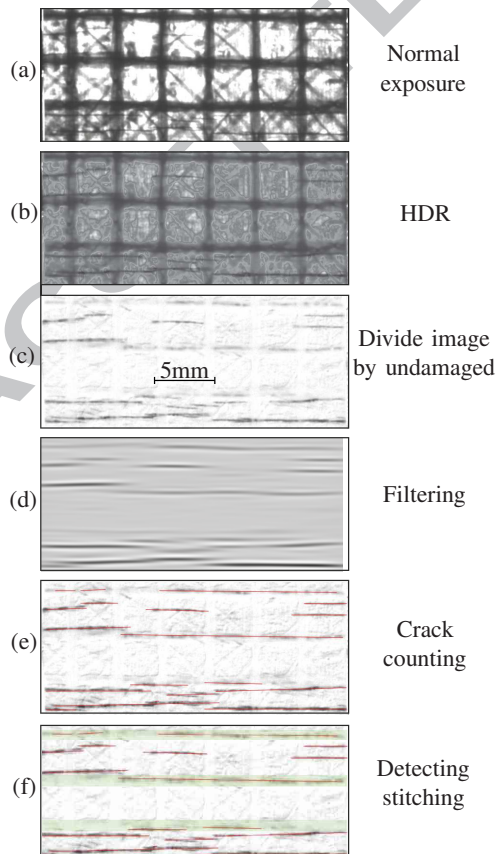 (a)
Normal
exposure
(b)
HDR
(c)
5mm
Divide image
by undamaged
(d)
Filtering
(e)
Crack
counting
(f)
Detecting
stitching